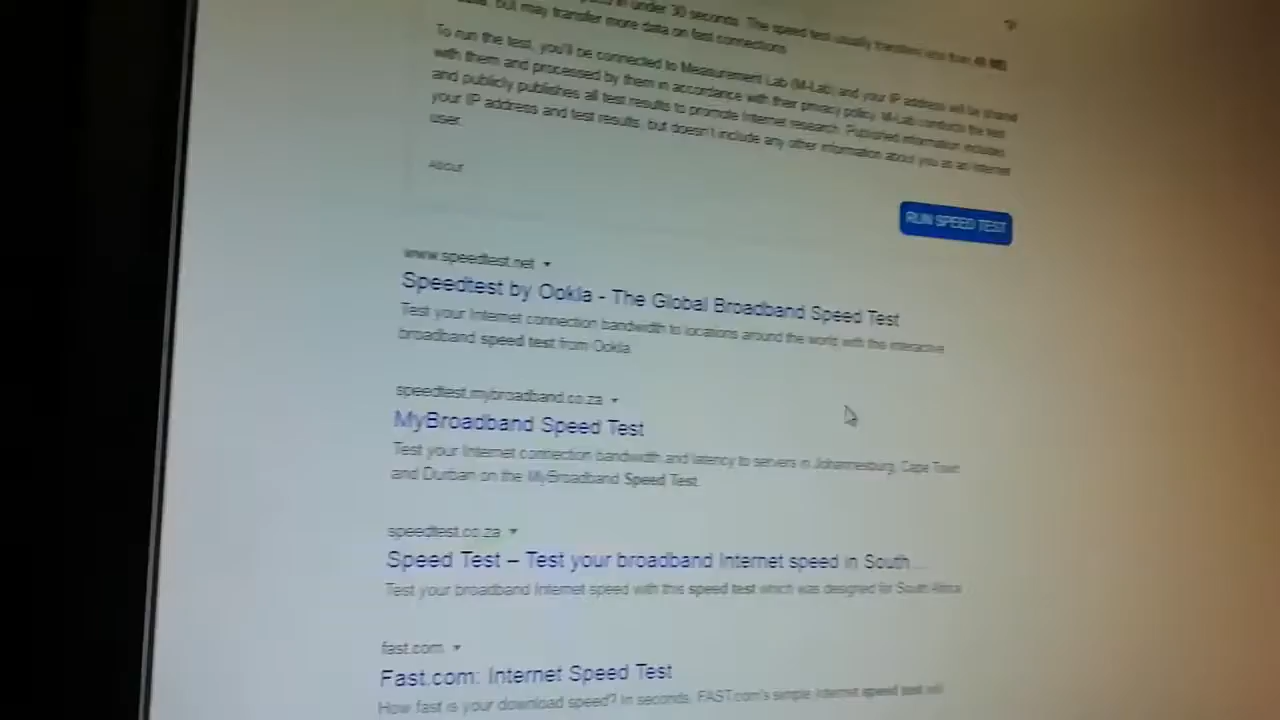 in under 30 seconds. The speed test usually transfers less than 40 MB
but may transfer more data on fast connections.
To run the test, you'll be connected to Measurement Lab (M-Lab) and your IP address will be shared
with them and processed by them in accordance with their privacy policy. M-Lab conducts the test
and publicly publishes all test results to promote Internet research. Published information includes
your IP address and test results, but doesn't include any other information about you as an Internet
user.
About
RUN SPEED TEST
www.speedtest.net
Speedtest by Ookla - The Global Broadband Speed Test
Test your Internet connection bandwidth to locations around the world with this interactive
broadband speed test from Ookla.
speedtest.mybroadband.co.za
MyBroadband Speed Test
Test your Internet connection bandwidth and latency to servers in Johannesburg, Cape Town
and Durban on the MyBroadband Speed Test.
speedtest.co.za
Speed Test – Test your broadband Internet speed in South ...
Test your broadband Internet speed with this speed test which was designed for South Africa
fast.com
Fast.com: Internet Speed Test
How fast is your download speed? In seconds, FAST.com's simple Internet speed test will